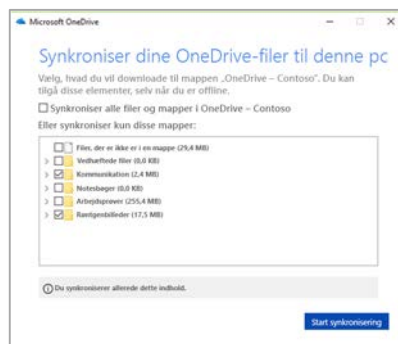 Microsoft OneDrive
Synkroniser dine OneDrive-filer til denne pc
Vælg, hvad du vil downloade til mappen „OneDrive – Contoso“. Du kan
tilgå disse elementer, selv når du er offline.
Synkroniser alle filer og mapper i OneDrive – Contoso
Eller synkroniser kun disse mapper:
Filer, der er ikke er i en mappe (29,4 MB)
Vedhæftede filer (0,0 KB)
Kommunikation (2,4 MB)
Notesbøger (0,0 KB)
Arbejdsprøver (255,4 MB)
Røntgenbilleder (17,5 MB)
Du synkroniserer allerede dette indhold.
Start synkronisering